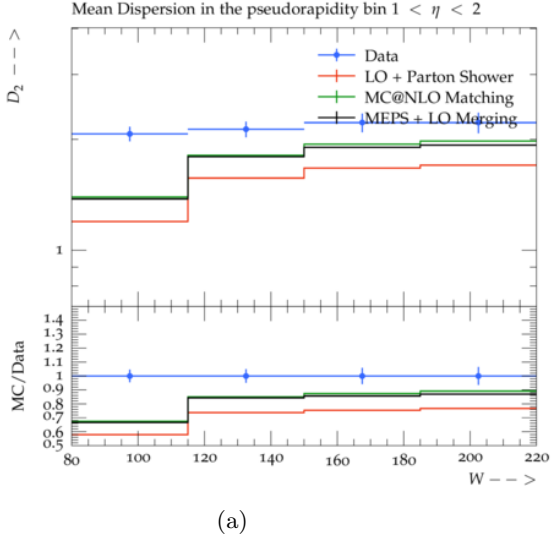 Mean Dispersion in the pseudorapidity bin 1 < η < 2
D₂ −−>
Data
LO + Parton Shower
MC@NLO Matching
MEPS + LO Merging
1
MC/Data
1.4
1.3
1.2
1.1
1
0.9
0.8
0.7
0.6
0.5
80 100 120 140 160 180 200 220
W −−>
(a)